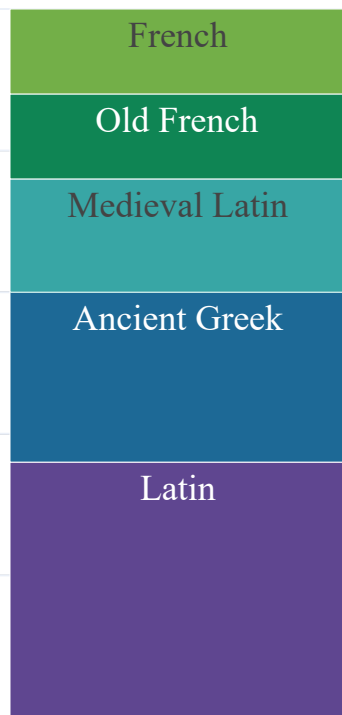 French
Old French
Medieval Latin
Ancient Greek
Latin